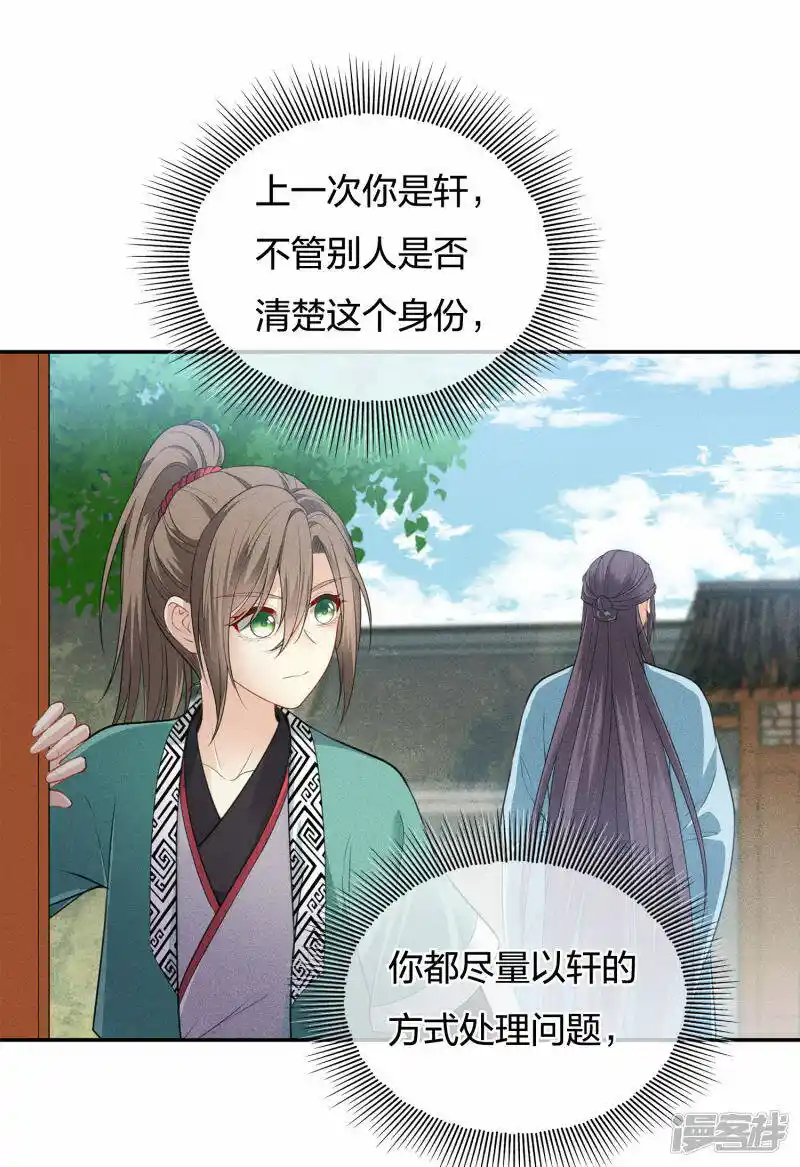 上一次你是轩，
不管别人是否
清楚这个身份，
你都尽量以轩的
方式处理问题，
漫客栈